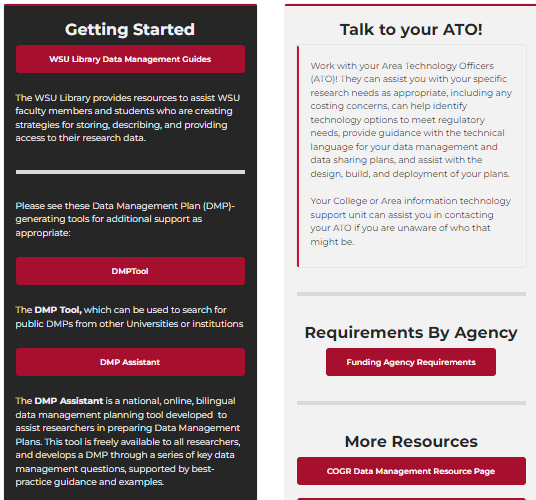 Getting Started
WSU Library Data Management Guides
The WSU Library provides resources to assist WSU
faculty members and students who are creating
strategies for storing, describing, and providing
access to their research data.
Please see these Data Management Plan (DMP)-
generating tools for additional support as
appropriate:
DMPTool
The DMP Tool, which can be used to search for
public DMPs from other Universities or institutions
DMP Assistant
The DMP Assistant is a national, online, bilingual
data management planning tool developed  to
assist researchers in preparing Data Management
Plans. This tool is freely available to all researchers,
and develops a DMP through a series of key data
management questions, supported by best-
practice guidance and examples.
Talk to your ATO!
Work with your Area Technology Officers
(ATO)! They can assist you with your specific
research needs as appropriate, including any
costing concerns, can help identify
technology options to meet regulatory
needs, provide guidance with the technical
language for your data management and
data sharing plans, and assist with the
design, build, and deployment of your plans.
Your College or Area information technology
support unit can assist you in contacting
your ATO if you are unaware of who that
might be.
Requirements By Agency
Funding Agency Requirements
More Resources
COGR Data Management Resource Page